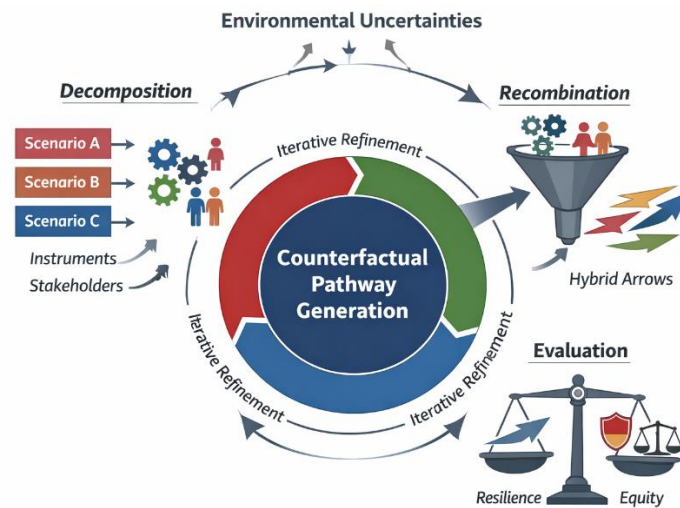 Environmental Uncertainties
Decomposition
Recombination
Scenario A
Scenario B
Scenario C
Instruments
Stakeholders
Iterative Refinement
Counterfactual
Pathway
Generation
Iterative Refinement
Iterative Refinement
Hybrid Arrows
Evaluation
Resilience
Equity